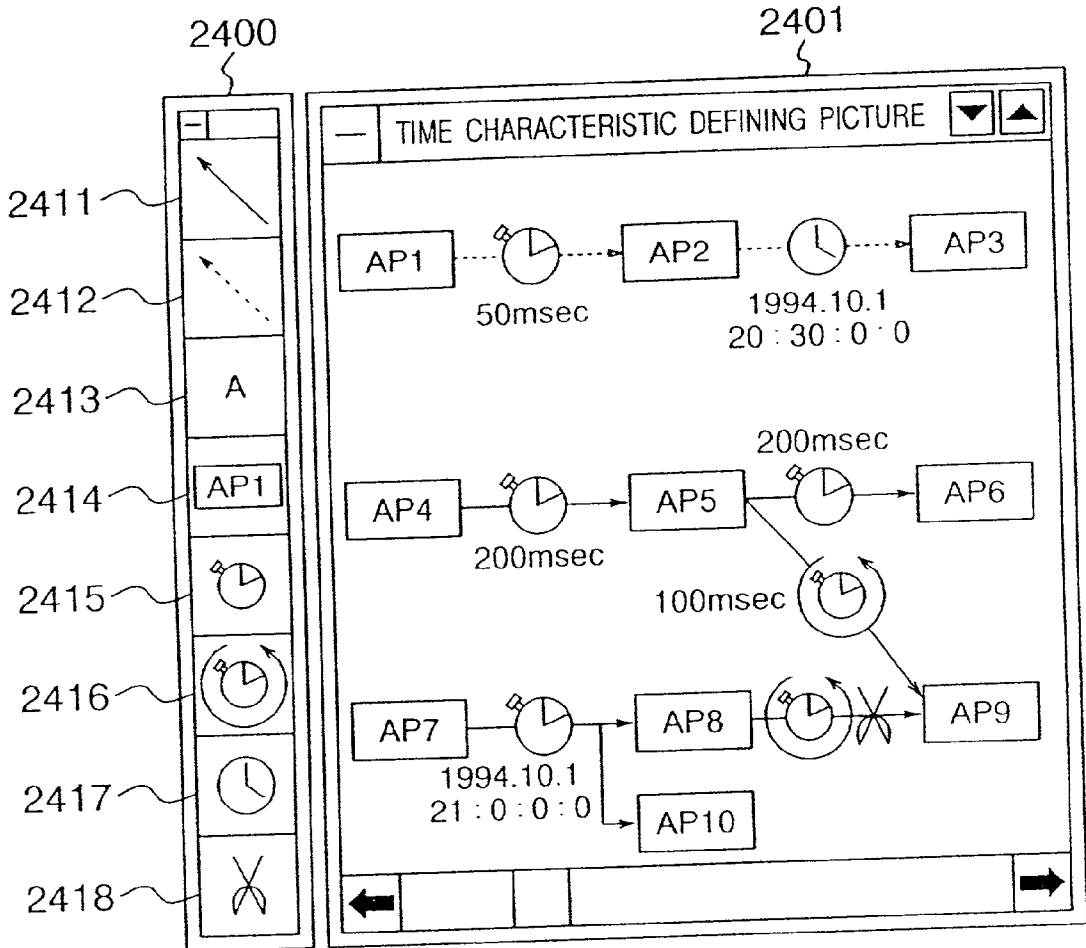 2400
2401
TIME CHARACTERISTIC DEFINING PICTURE
2411
2412
2413
A
2414
AP1
2415
2416
2417
2418
AP1
AP2
AP3
50msec
1994.10.1
20 : 30 : 0 : 0
200msec
AP4
AP5
AP6
200msec
100msec
AP7
AP8
AP9
1994.10.1
21 : 0 : 0 : 0
AP10